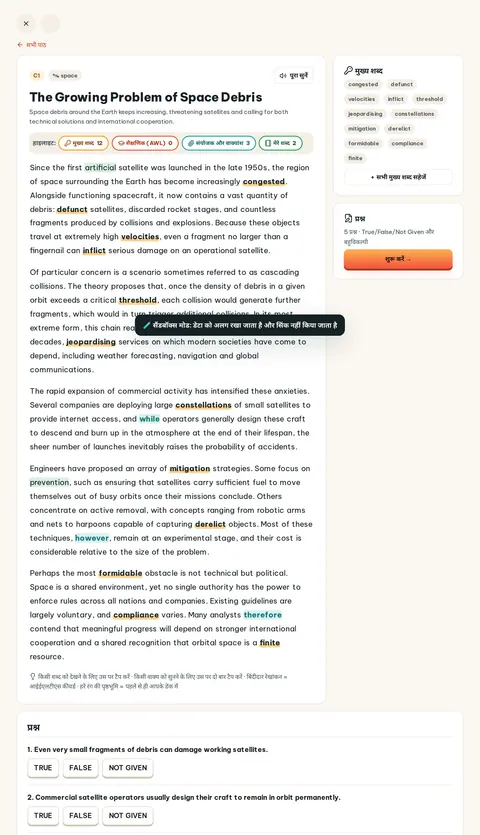 ← सभी पाठ
C1 space
पूरा सुनें
The Growing Problem of Space Debris
Space debris around the Earth keeps increasing, threatening satellites and calling for both
technical solutions and international cooperation.
हाइलाइट: मुख्य शब्द 12 शैक्षणिक (AWL) 0 संयोजक और वाक्यांश 3 मेरे शब्द 2
Since the first artificial satellite was launched in the late 1950s, the region
of space surrounding the Earth has become increasingly congested.
Alongside functioning spacecraft, it now contains a vast quantity of
debris: defunct satellites, discarded rocket stages, and countless
fragments produced by collisions and explosions. Because these objects
travel at extremely high velocities, even a fragment no larger than a
fingernail can inflict serious damage on an operational satellite.
Of particular concern is a scenario sometimes referred to as cascading
collisions. The theory proposes that, once the density of debris in a given
orbit exceeds a critical threshold, each collision would generate further
fragments, which would in turn trigger additional collisions. In its most
extreme form, this chain rea
सैंडबॉक्स मोड: डेटा को अलग रखा जाता है और सिंक नहीं किया जाता है
decades, jeopardising services on which modern societies have come to
depend, including weather forecasting, navigation and global
communications.
The rapid expansion of commercial activity has intensified these anxieties.
Several companies are deploying large constellations of small satellites to
provide internet access, and while operators generally design these craft
to descend and burn up in the atmosphere at the end of their lifespan, the
sheer number of launches inevitably raises the probability of accidents.
Engineers have proposed an array of mitigation strategies. Some focus on
prevention, such as ensuring that satellites carry sufficient fuel to move
themselves out of busy orbits once their missions conclude. Others
concentrate on active removal, with concepts ranging from robotic arms
and nets to harpoons capable of capturing derelict objects. Most of these
techniques, however, remain at an experimental stage, and their cost is
considerable relative to the size of the problem.
Perhaps the most formidable obstacle is not technical but political.
Space is a shared environment, yet no single authority has the power to
enforce rules across all nations and companies. Existing guidelines are
largely voluntary, and compliance varies. Many analysts therefore
contend that meaningful progress will depend on stronger international
cooperation and a shared recognition that orbital space is a finite
resource.
किसी शब्द को देखने के लिए उस पर टैप करें · किसी वाक्य को सुनने के लिए उस पर दो बार टैप करें · बिंदीदार रेखांकन =
आईईएलटीएस कीवर्ड · हरे रंग की पृष्ठभूमि = पहले से ही आपके डेक में
मुख्य शब्द
congested defunct
velocities inflict threshold
jeopardising constellations
mitigation derelict
formidable compliance
finite
+ सभी मुख्य शब्द सहेजें
प्रश्न
5 प्रश्न · True/False/Not Given और
बहुविकल्पी
शुरू करें →
प्रश्न
1. Even very small fragments of debris can damage working satellites.
TRUE FALSE NOT GIVEN
2. Commercial satellite operators usually design their craft to remain in orbit permanently.
TRUE FALSE NOT GIVEN